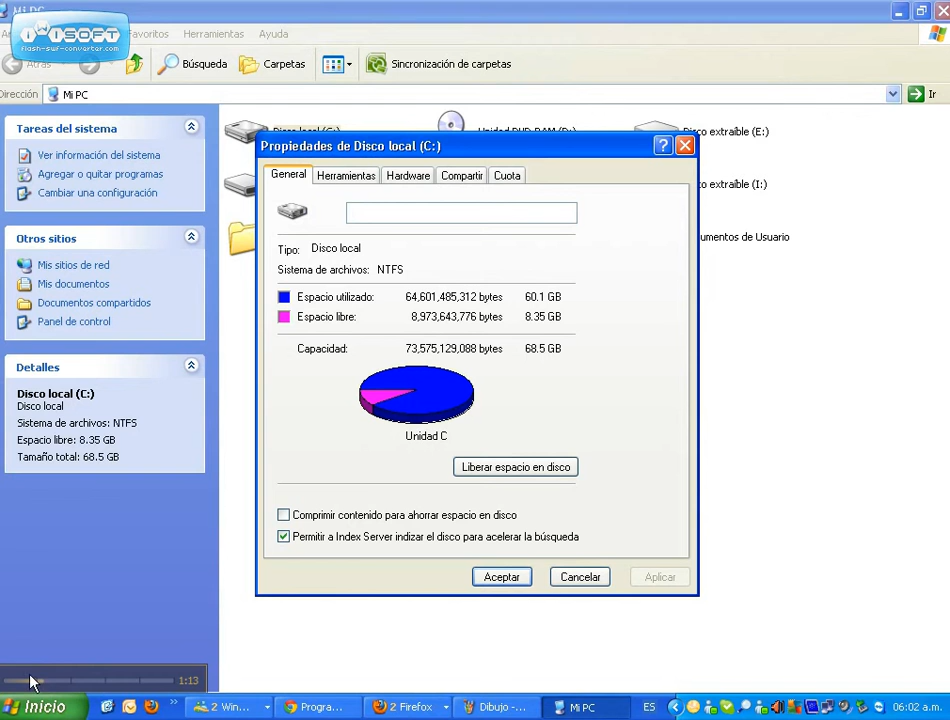 Mi PC
iWiSOFT
flash-swf-converter.com
Favoritos Herramientas Ayuda
Atrás Búsqueda Carpetas Sincronización de carpetas
Dirección Mi PC Ir
Tareas del sistema
Ver información del sistema
Agregar o quitar programas
Cambiar una configuración
Otros sitios
Mis sitios de red
Mis documentos
Documentos compartidos
Panel de control
Detalles
Disco local (C:)
Disco local
Sistema de archivos: NTFS
Espacio libre: 8.35 GB
Tamaño total: 68.5 GB
Disco local (C:) Unidad DVD-RAM (D:) Disco extraíble (E:)
(I:)
Usuario
Propiedades de Disco local (C:)
General Herramientas Hardware Compartir Cuota
Tipo: Disco local
Sistema de archivos: NTFS
Espacio utilizado: 64,601,485,312 bytes 60.1 GB
Espacio libre: 8,973,643,776 bytes 8.35 GB
Capacidad: 73,575,129,088 bytes 68.5 GB
Unidad C
Liberar espacio en disco
Comprimir contenido para ahorrar espacio en disco
Permitir a Index Server indizar el disco para acelerar la búsqueda
Aceptar Cancelar Aplicar
1:13
Inicio 2 Win... Progra... 2 Firefox Dibujo -... Mi PC ES 06:02 a.m.